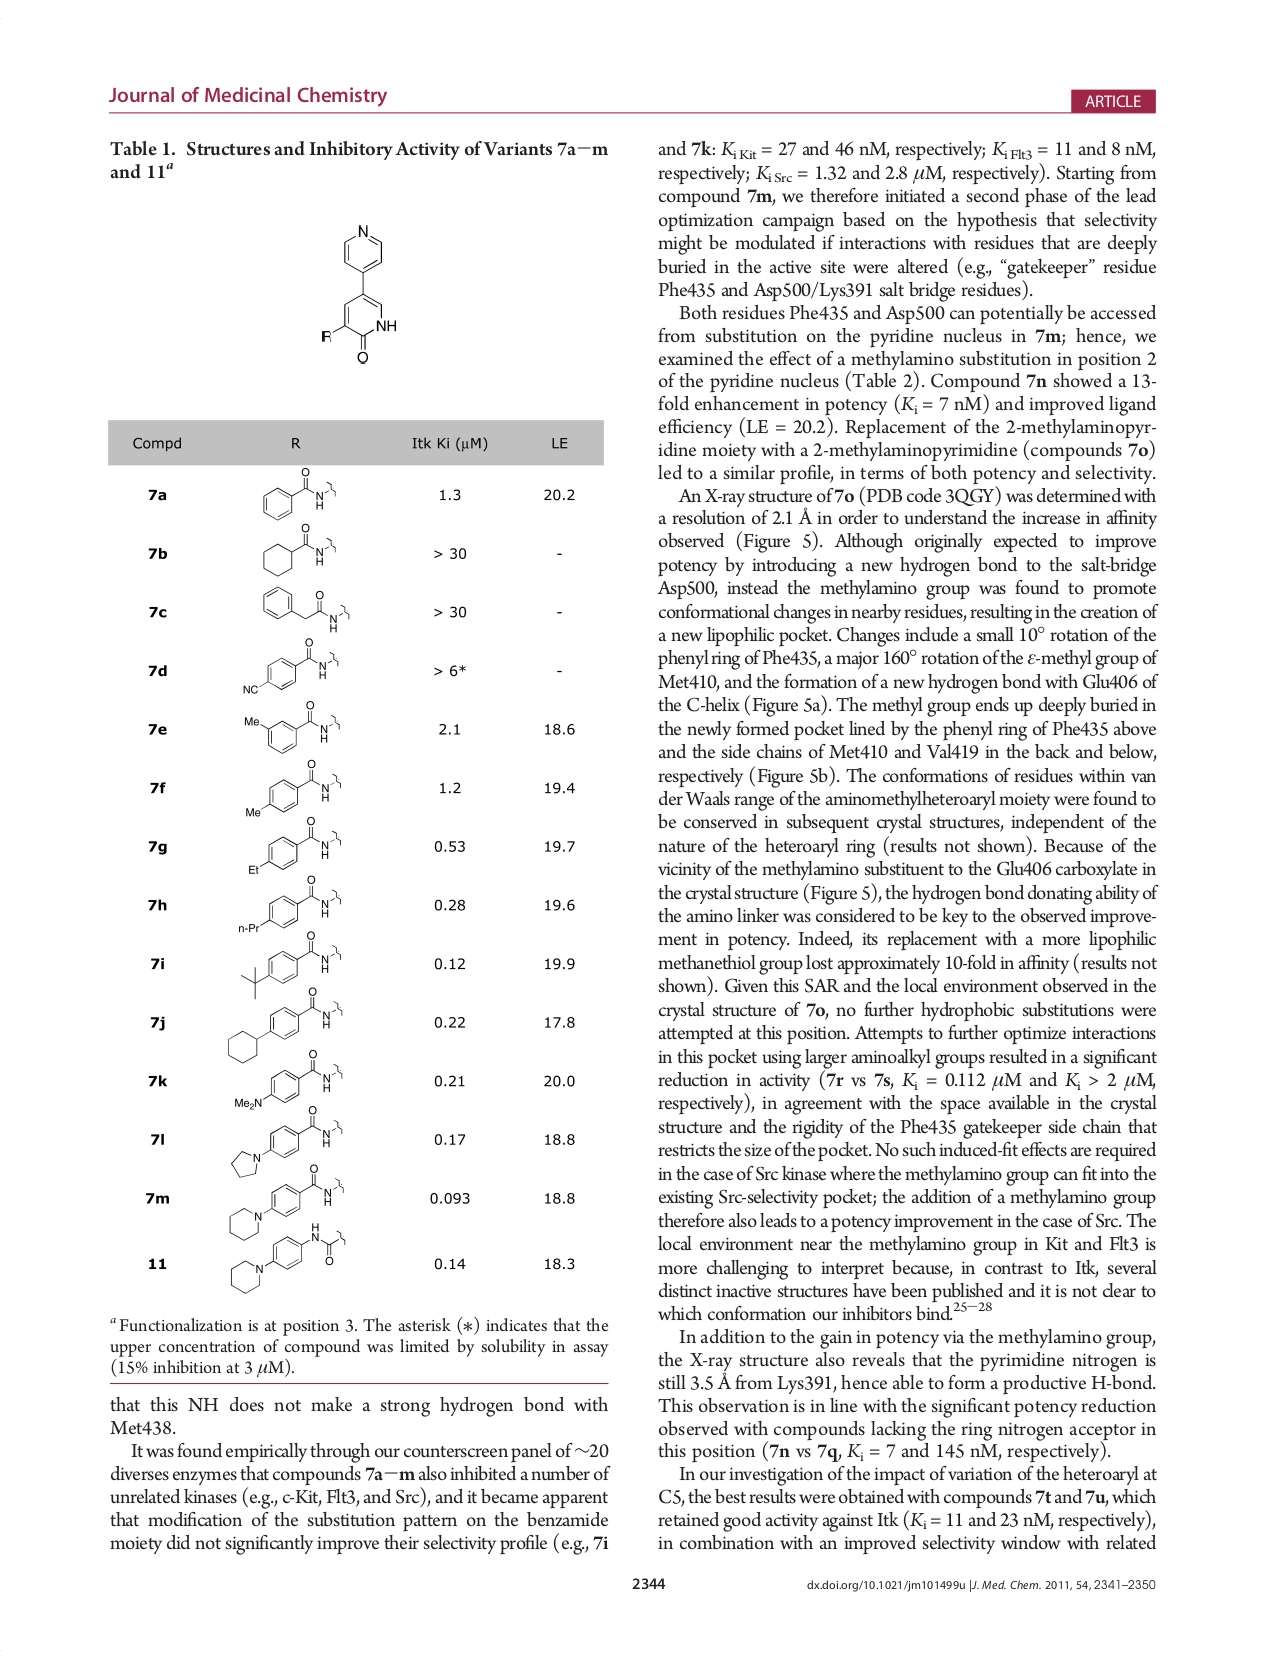 Journal of Medicinal Chemistry
ARTICLE
Table 1. Structures and Inhibitory Activity of Variants 7a−m
and 11a
N
NH
R
O
Compd R Itk Ki (µM) LE
O
7a N 1.3 20.2
H
O
7b N > 30 -
H
O
7c N > 30 -
H
O
7d N > 6* -
H
NC
O
Me
7e N 2.1 18.6
H
O
7f N 1.2 19.4
H
Me
O
7g N 0.53 19.7
H
Et
O
7h N 0.28 19.6
H
n-Pr
O
7i N 0.12 19.9
H
O
7j N 0.22 17.8
H
O
7k N 0.21 20.0
H
Me2N
O
7l N 0.17 18.8
H
N
O
7m N 0.093 18.8
H
N
H
N
11 N O 0.14 18.3
a Functionalization is at position 3. The asterisk (*) indicates that the
upper concentration of compound was limited by solubility in assay
(15% inhibition at 3 μM).
that this NH does not make a strong hydrogen bond with
Met438.
It was found empirically through our counterscreen panel of ∼20
diverses enzymes that compounds 7a−m also inhibited a number of
unrelated kinases (e.g., c-Kit, Flt3, and Src), and it became apparent
that modification of the substitution pattern on the benzamide
moiety did not significantly improve their selectivity profile (e.g., 7i
and 7k: Ki Kit = 27 and 46 nM, respectively; Ki Flt3 = 11 and 8 nM,
respectively; Ki Src = 1.32 and 2.8 μM, respectively). Starting from
compound 7m, we therefore initiated a second phase of the lead
optimization campaign based on the hypothesis that selectivity
might be modulated if interactions with residues that are deeply
buried in the active site were altered (e.g., “gatekeeper” residue
Phe435 and Asp500/Lys391 salt bridge residues).
Both residues Phe435 and Asp500 can potentially be accessed
from substitution on the pyridine nucleus in 7m; hence, we
examined the effect of a methylamino substitution in position 2
of the pyridine nucleus (Table 2). Compound 7n showed a 13-
fold enhancement in potency (Ki = 7 nM) and improved ligand
efficiency (LE = 20.2). Replacement of the 2-methylaminopyr-
idine moiety with a 2-methylaminopyrimidine (compounds 7o)
led to a similar profile, in terms of both potency and selectivity.
An X-ray structure of 7o (PDB code 3QGY) was determined with
a resolution of 2.1 Å in order to understand the increase in affinity
observed (Figure 5). Although originally expected to improve
potency by introducing a new hydrogen bond to the salt-bridge
Asp500, instead the methylamino group was found to promote
conformational changes in nearby residues, resulting in the creation of
a new lipophilic pocket. Changes include a small 10° rotation of the
phenyl ring of Phe435, a major 160° rotation of the ε-methyl group of
Met410, and the formation of a new hydrogen bond with Glu406 of
the C-helix (Figure 5a). The methyl group ends up deeply buried in
the newly formed pocket lined by the phenyl ring of Phe435 above
and the side chains of Met410 and Val419 in the back and below,
respectively (Figure 5b). The conformations of residues within van
der Waals range of the aminomethylheteroaryl moiety were found to
be conserved in subsequent crystal structures, independent of the
nature of the heteroaryl ring (results not shown). Because of the
vicinity of the methylamino substituent to the Glu406 carboxylate in
the crystal structure (Figure 5), the hydrogen bond donating ability of
the amino linker was considered to be key to the observed improve-
ment in potency. Indeed, its replacement with a more lipophilic
methanethiol group lost approximately 10-fold in affinity (results not
shown). Given this SAR and the local environment observed in the
crystal structure of 7o, no further hydrophobic substitutions were
attempted at this position. Attempts to further optimize interactions
in this pocket using larger aminoalkyl groups resulted in a significant
reduction in activity (7r vs 7s, Ki = 0.112 μM and Ki > 2 μM,
respectively), in agreement with the space available in the crystal
structure and the rigidity of the Phe435 gatekeeper side chain that
restricts the size of the pocket. No such induced-fit effects are required
in the case of Src kinase where the methylamino group can fit into the
existing Src-selectivity pocket; the addition of a methylamino group
therefore also leads to a potency improvement in the case of Src. The
local environment near the methylamino group in Kit and Flt3 is
more challenging to interpret because, in contrast to Itk, several
distinct inactive structures have been published and it is not clear to
which conformation our inhibitors bind.25−28
In addition to the gain in potency via the methylamino group,
the X-ray structure also reveals that the pyrimidine nitrogen is
still 3.5 Å from Lys391, hence able to form a productive H-bond.
This observation is in line with the significant potency reduction
observed with compounds lacking the ring nitrogen acceptor in
this position (7n vs 7q, Ki = 7 and 145 nM, respectively).
In our investigation of the impact of variation of the heteroaryl at
C5, the best results were obtained with compounds 7t and 7u, which
retained good activity against Itk (Ki = 11 and 23 nM, respectively),
in combination with an improved selectivity window with related
2344
dx.doi.org/10.1021/jm101499u |J. Med. Chem. 2011, 54, 2341–2350